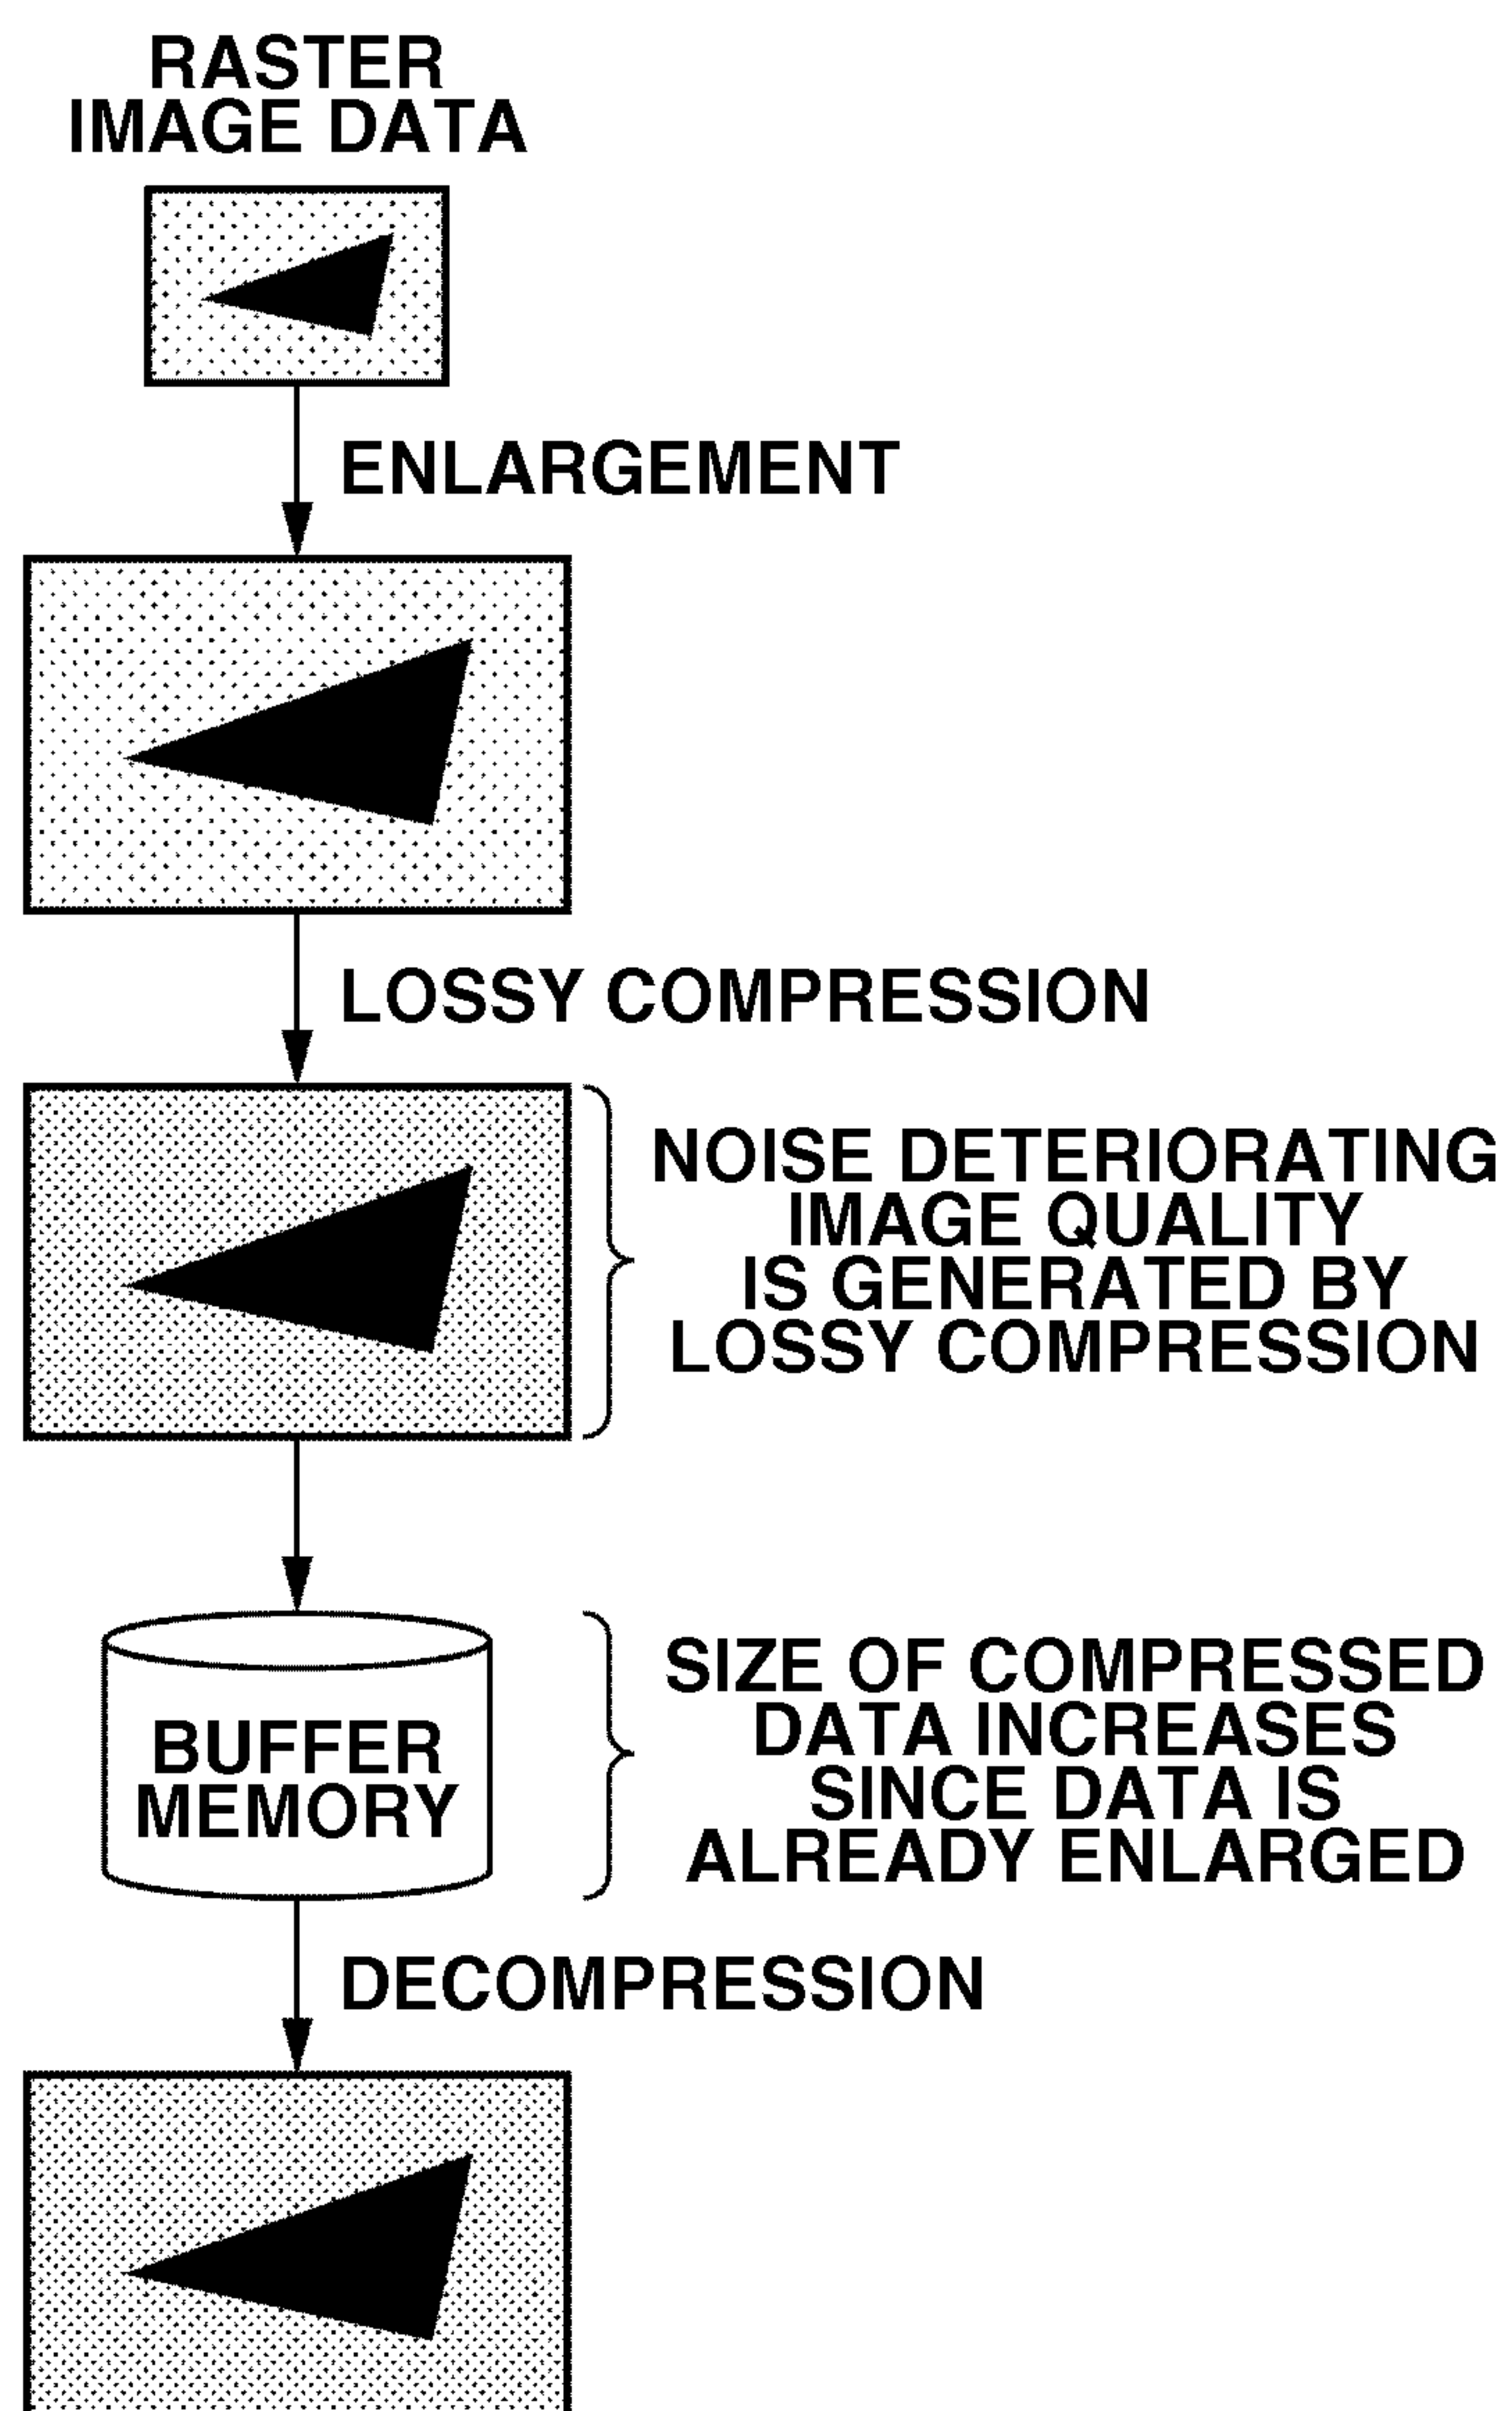 RASTER
IMAGE DATA
ENLARGEMENT
LOSSY COMPRESSION
NOISE DETERIORATING
IMAGE QUALITY
IS GENERATED BY
LOSSY COMPRESSION
BUFFER
MEMORY
SIZE OF COMPRESSED
DATA INCREASES
SINCE DATA IS
ALREADY ENLARGED
DECOMPRESSION